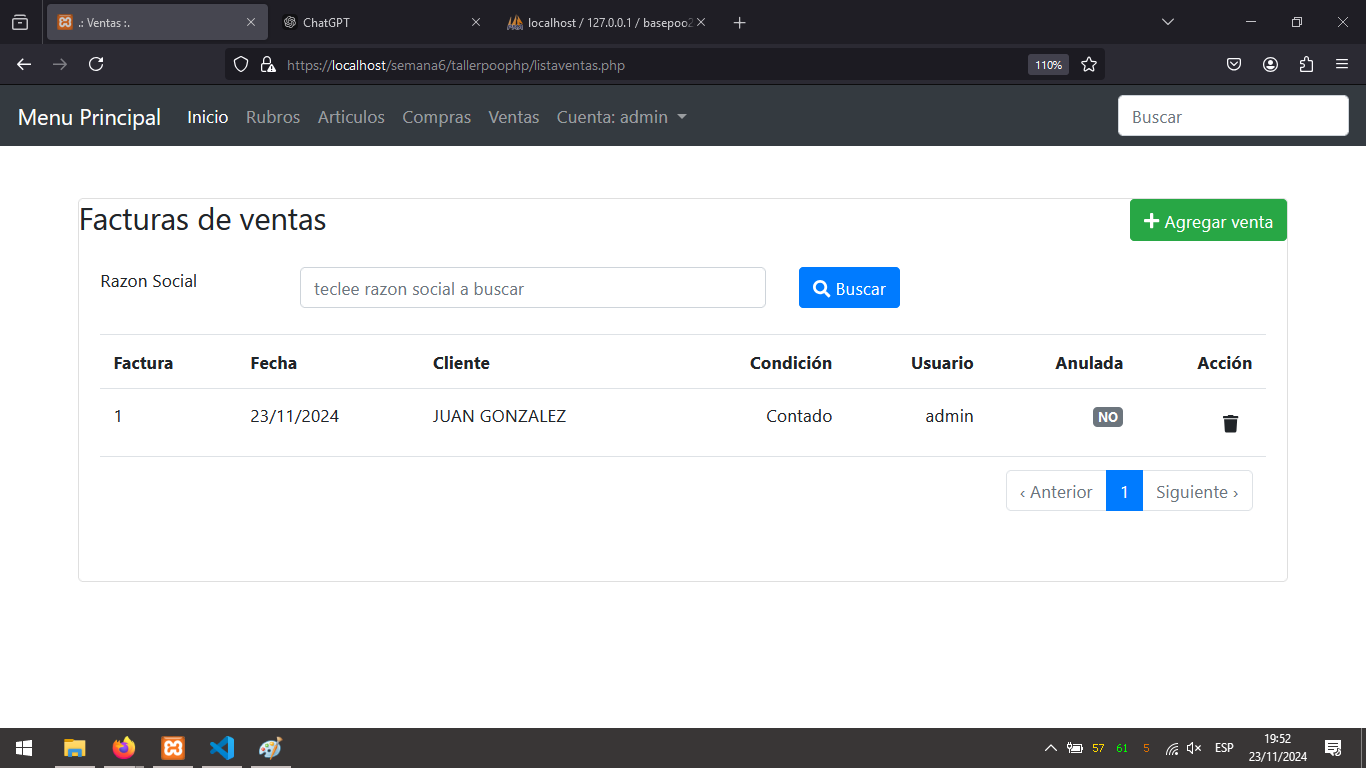 .: Ventas :.
ChatGPT
localhost / 127.0.0.1 / basepoo2
https://localhost/semana6/tallerpoophp/listaventas.php
110%
Menu Principal Inicio Rubros Articulos Compras Ventas Cuenta: admin
Buscar
Facturas de ventas
Agregar venta
Razon Social
teclee razon social a buscar
Buscar
Factura Fecha Cliente Condición Usuario Anulada Acción
1 23/11/2024 JUAN GONZALEZ Contado admin NO
‹ Anterior 1 Siguiente ›
57 61 5 ESP
19:52
23/11/2024